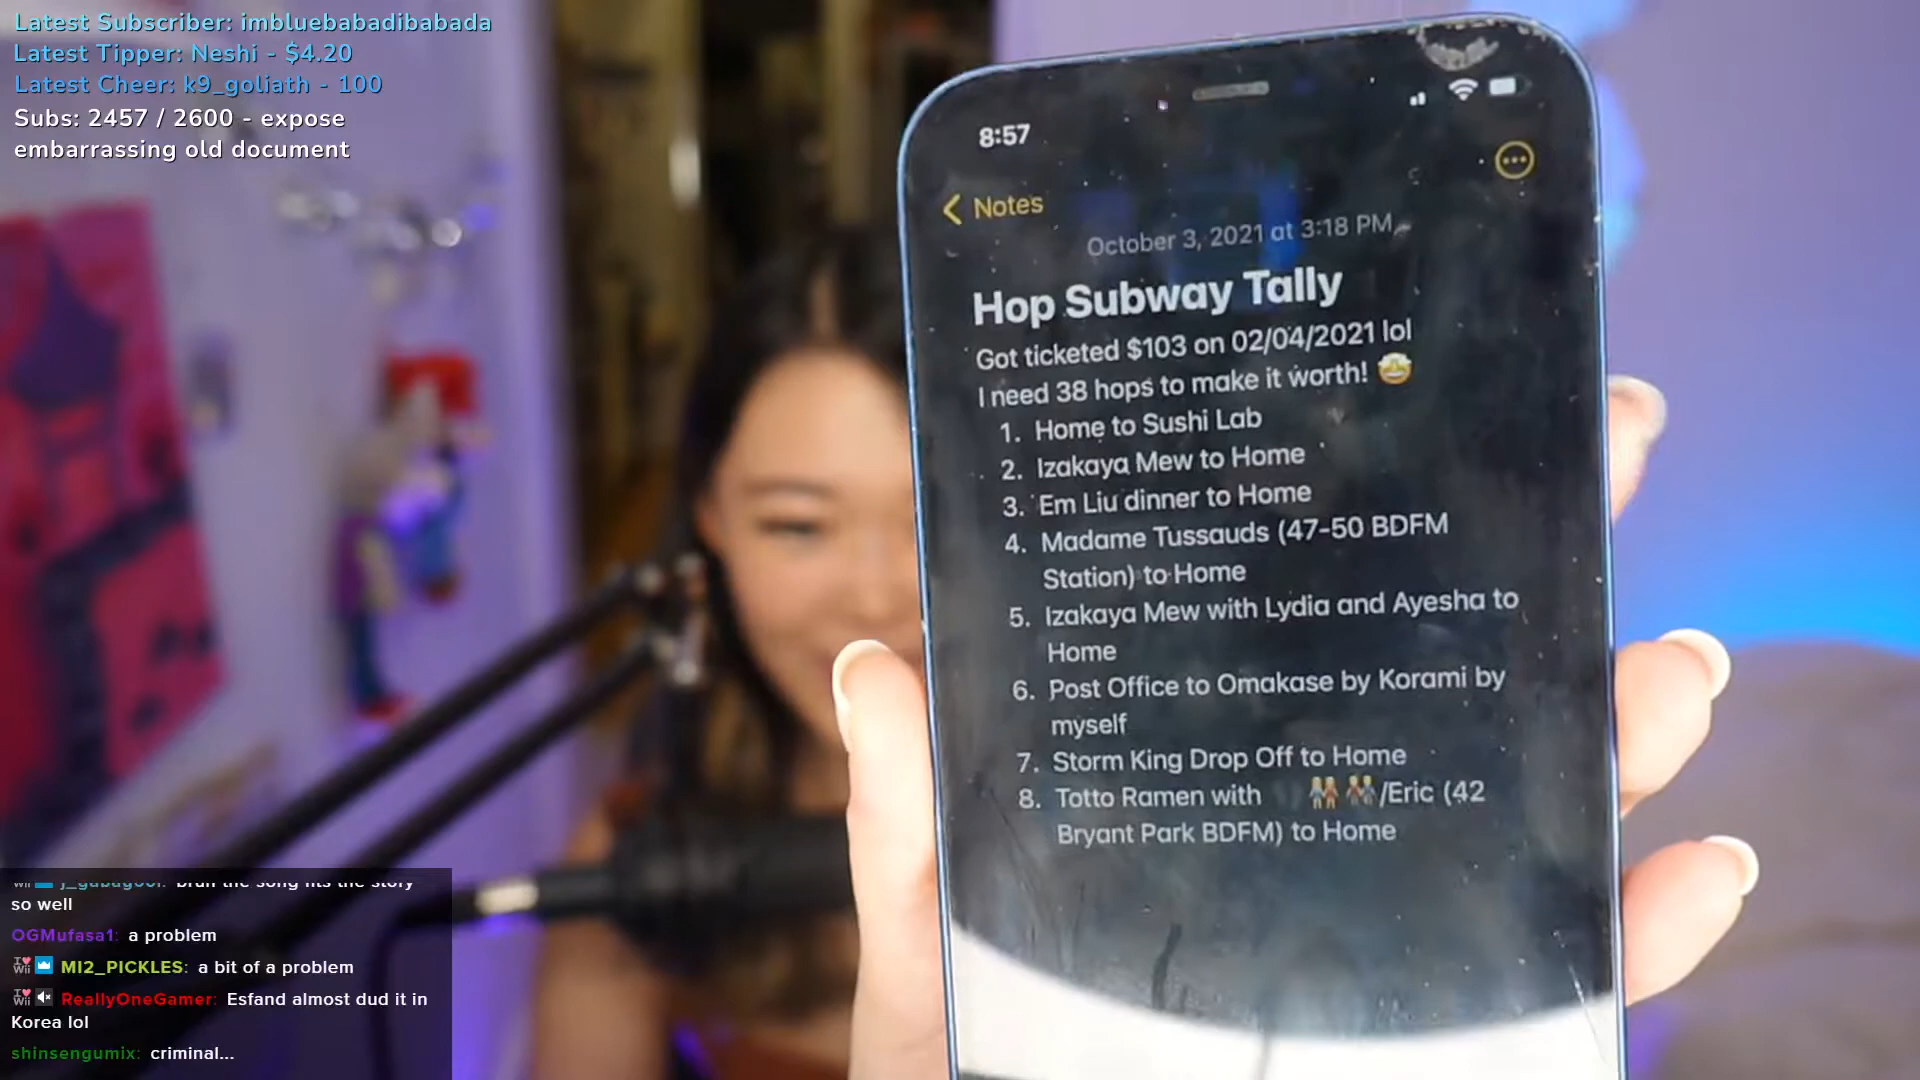 Latest Subscriber: imbluebabadibabada
Latest Tipper: Neshi - $4.20
Latest Cheer: k9_goliath - 100
Subs: 2457 / 2600 - expose
embarrassing old document
8:57
Notes
October 3, 2021 at 3:18 PM
Hop Subway Tally
Got ticketed $103 on 02/04/2021 lol
I need 38 hops to make it worth! 🤩
1. Home to Sushi Lab
2. Izakaya Mew to Home
3. Em Liu dinner to Home
4. Madame Tussauds (47-50 BDFM
Station) to Home
5. Izakaya Mew with Lydia and Ayesha to
Home
6. Post Office to Omakase by Korami by
myself
7. Storm King Drop Off to Home
8. Totto Ramen with 👭👬/Eric (42
Bryant Park BDFM) to Home
bruh the song fits the story
so well
OGMufasa1: a problem
MI2_PICKLES: a bit of a problem
ReallyOneGamer: Esfand almost dud it in
Korea lol
shinsengumix: criminal...